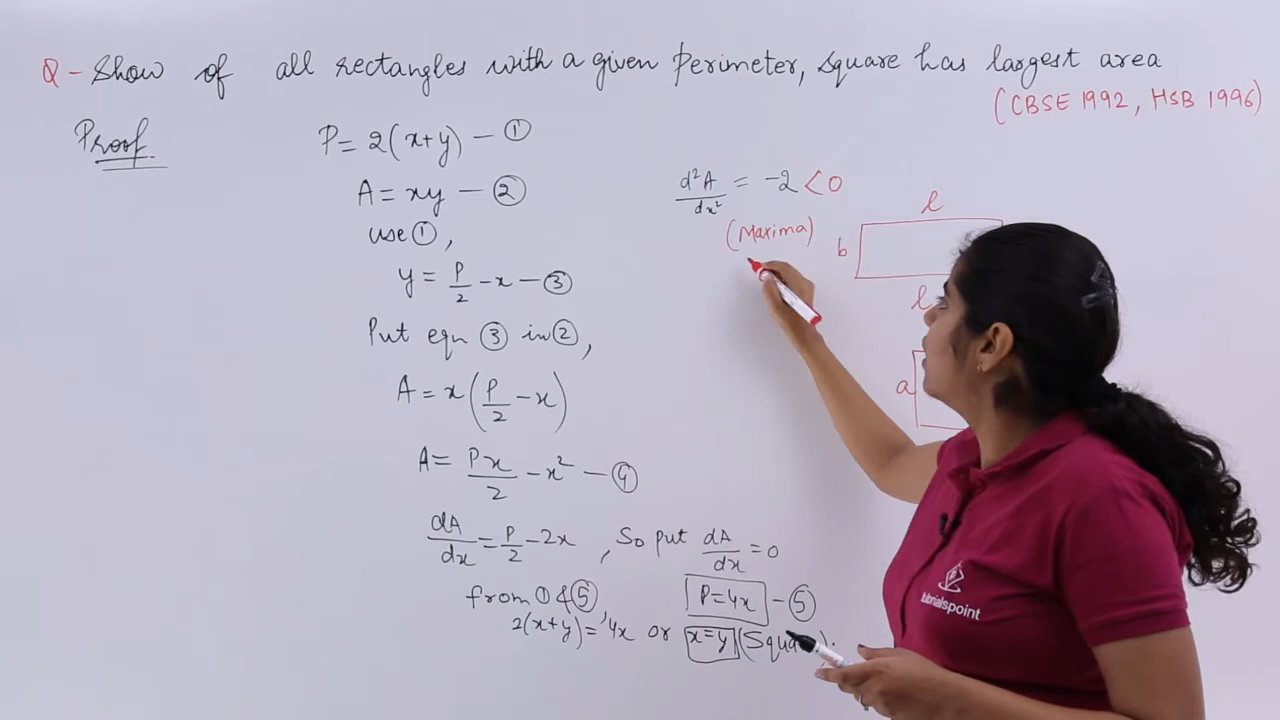 Q - Show of all rectangles with a given perimeter, square has largest area
(CBSE 1992, HSB 1996)
Proof.
P = 2(x+y) - ①
A = xy - ②
use ①,
y = P/2 - x - ③
Put eqn ③ in ②,
A = x(P/2 - x)
A = Px/2 - x² - ④
dA/dx = P/2 - 2x , So put dA/dx = 0
P = 4x - ⑤
from ① & ⑤,
2(x+y) = 4x or x = y
d²A/dx² = -2 < 0
(Maxima)
l
b
l
a
tutorialspoint